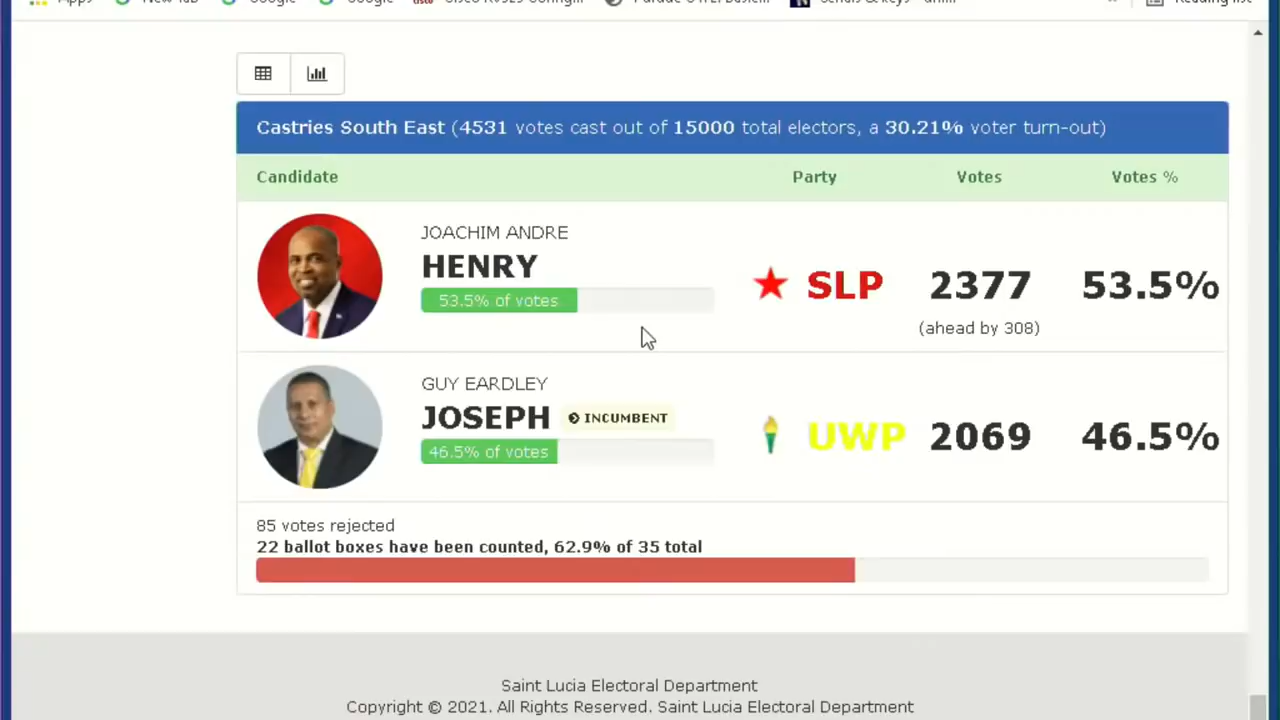 Castries South East (4531 votes cast out of 15000 total electors, a 30.21% voter turn-out)
Candidate Party Votes Votes %
JOACHIM ANDRE
HENRY
53.5% of votes
SLP 2377 53.5%
(ahead by 308)
GUY EARDLEY
JOSEPH INCUMBENT
46.5% of votes
UWP 2069 46.5%
85 votes rejected
22 ballot boxes have been counted, 62.9% of 35 total
Saint Lucia Electoral Department
Copyright © 2021. All Rights Reserved. Saint Lucia Electoral Department